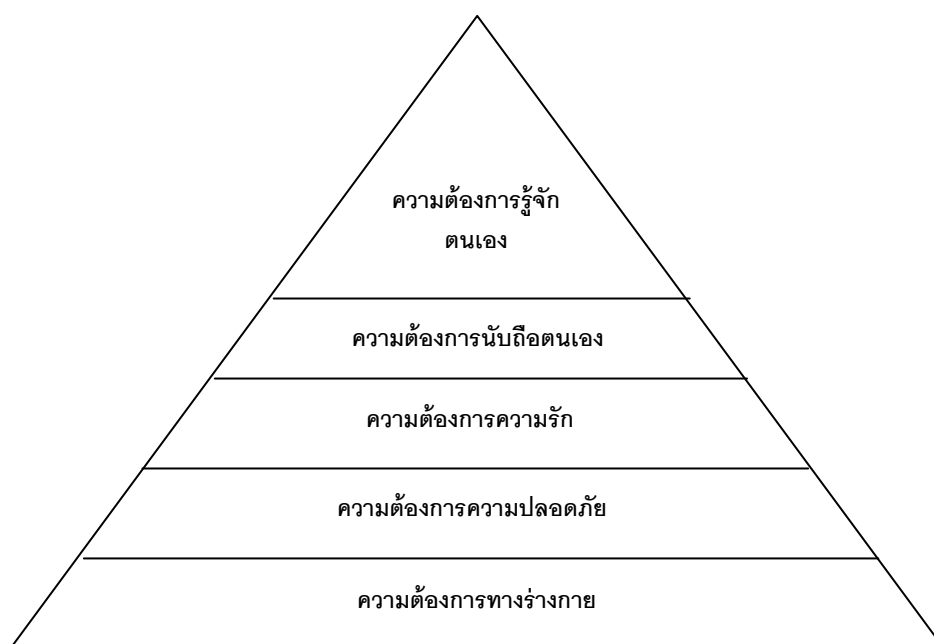 ความต้องการรู้จัก
ตนเอง
ความต้องการนับถือตนเอง
ความต้องการความรัก
ความต้องการความปลอดภัย
ความต้องการทางร่างกาย